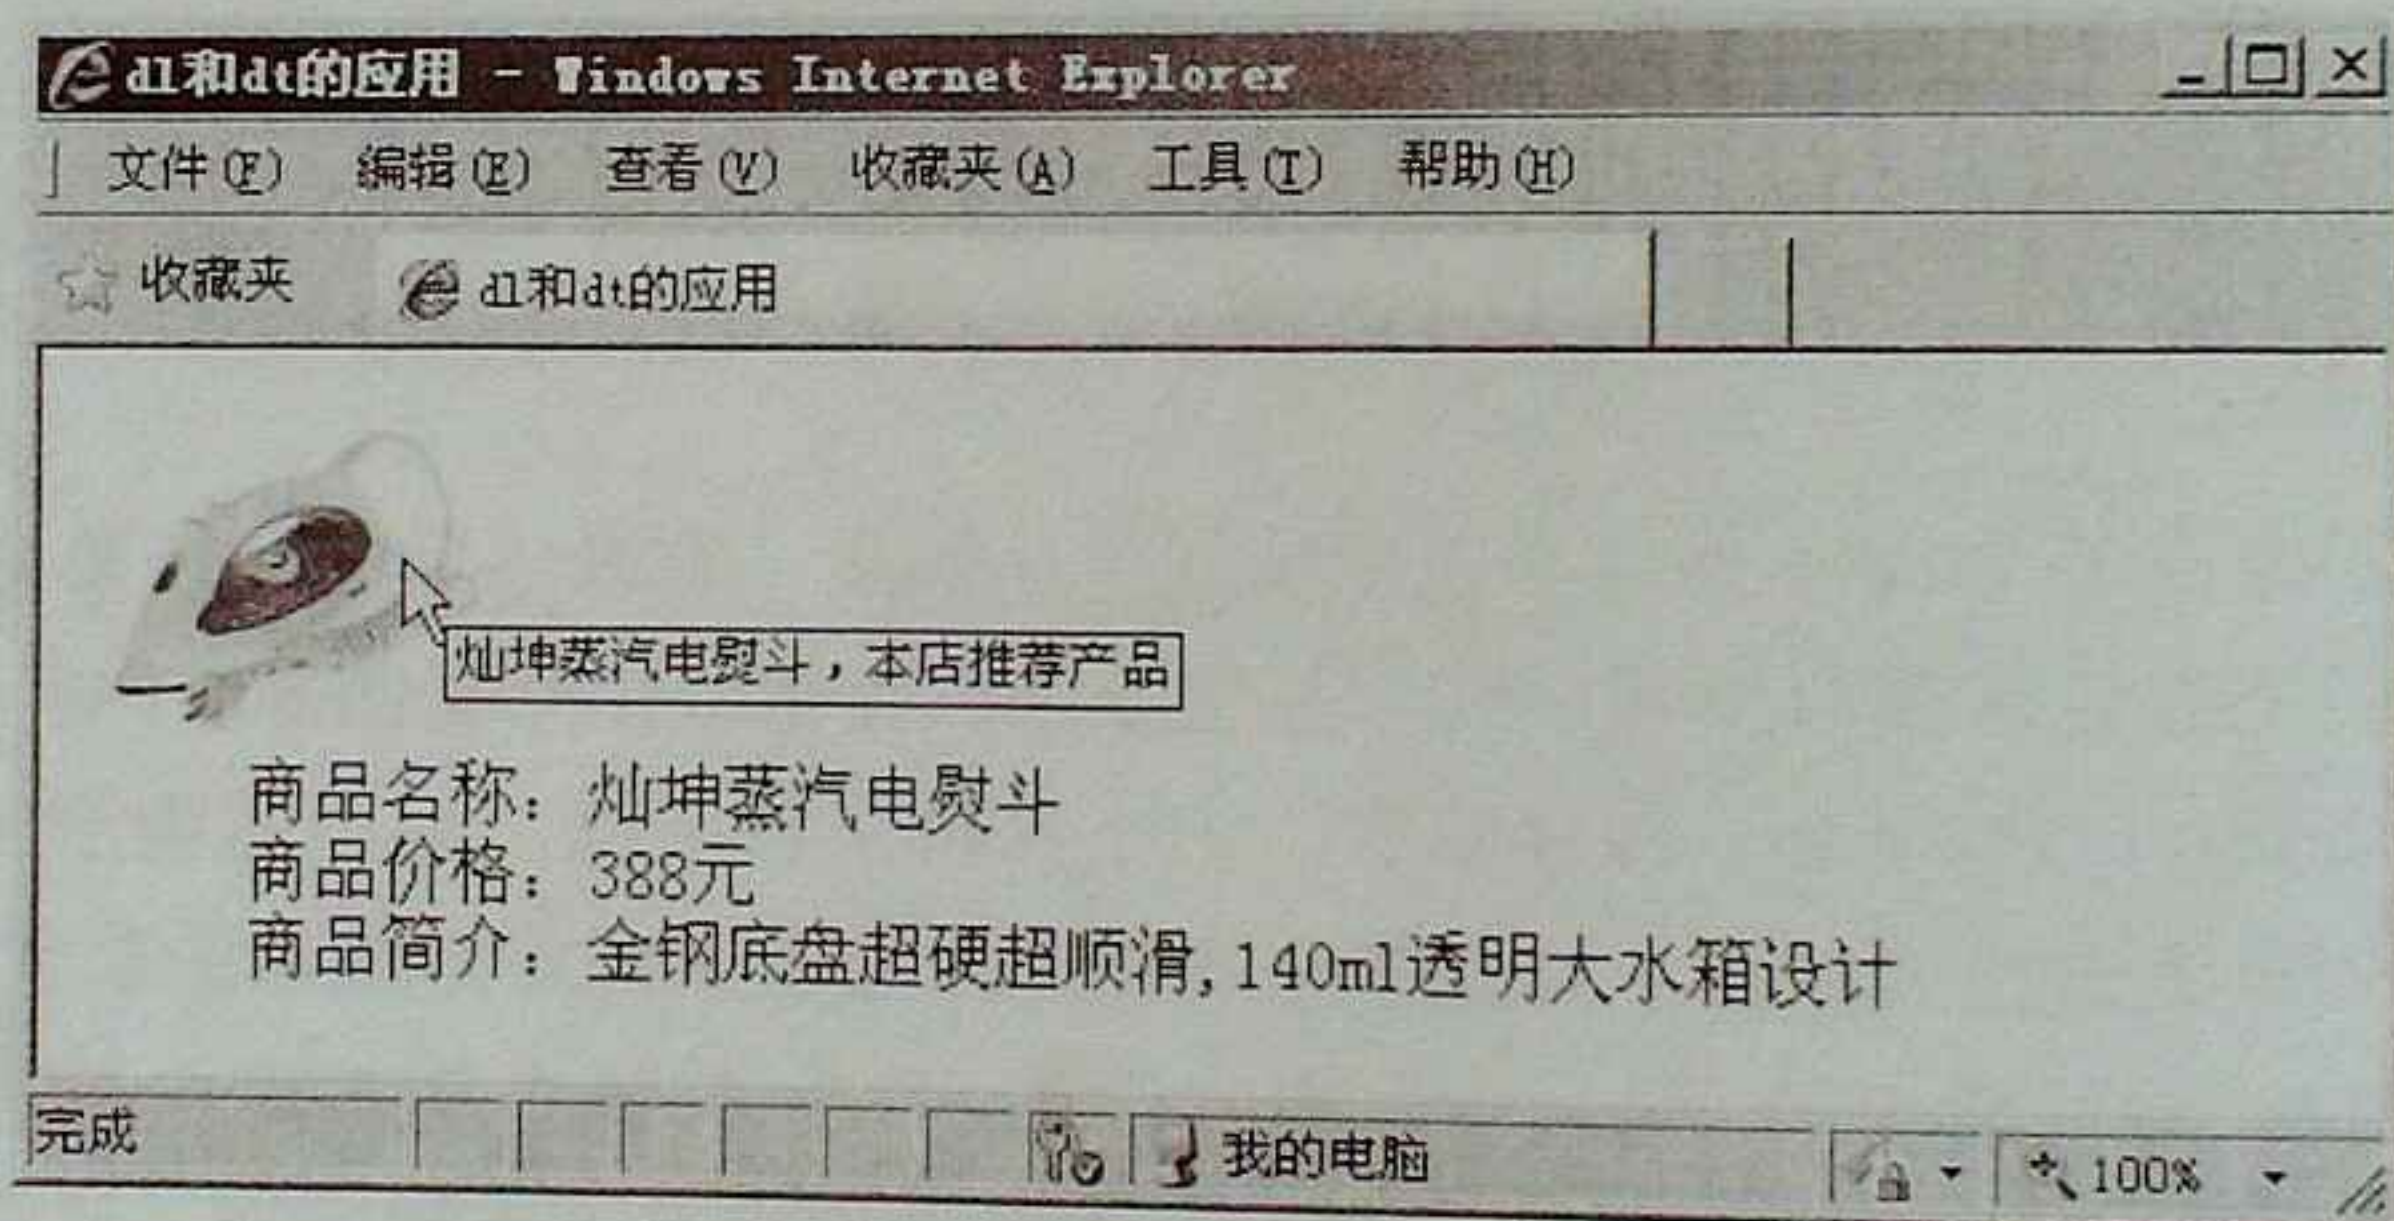 dl和dt的应用 - Windows Internet Explorer
文件(F) 编辑(E) 查看(V) 收藏夹(A) 工具(T) 帮助(H)
收藏夹 dl和dt的应用
灿坤蒸汽电熨斗，本店推荐产品
商品名称：灿坤蒸汽电熨斗
商品价格：388元
商品简介：金钢底盘超硬超顺滑,140ml透明大水箱设计
完成 我的电脑 100%